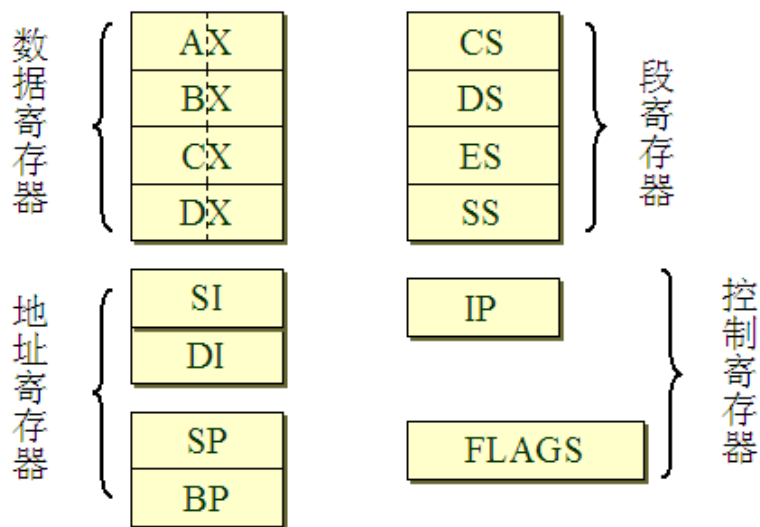 数据寄存器
AX
BX
CX
DX
CS
DS
ES
SS
段寄存器
地址寄存器
SI
DI
SP
BP
IP
FLAGS
控制寄存器